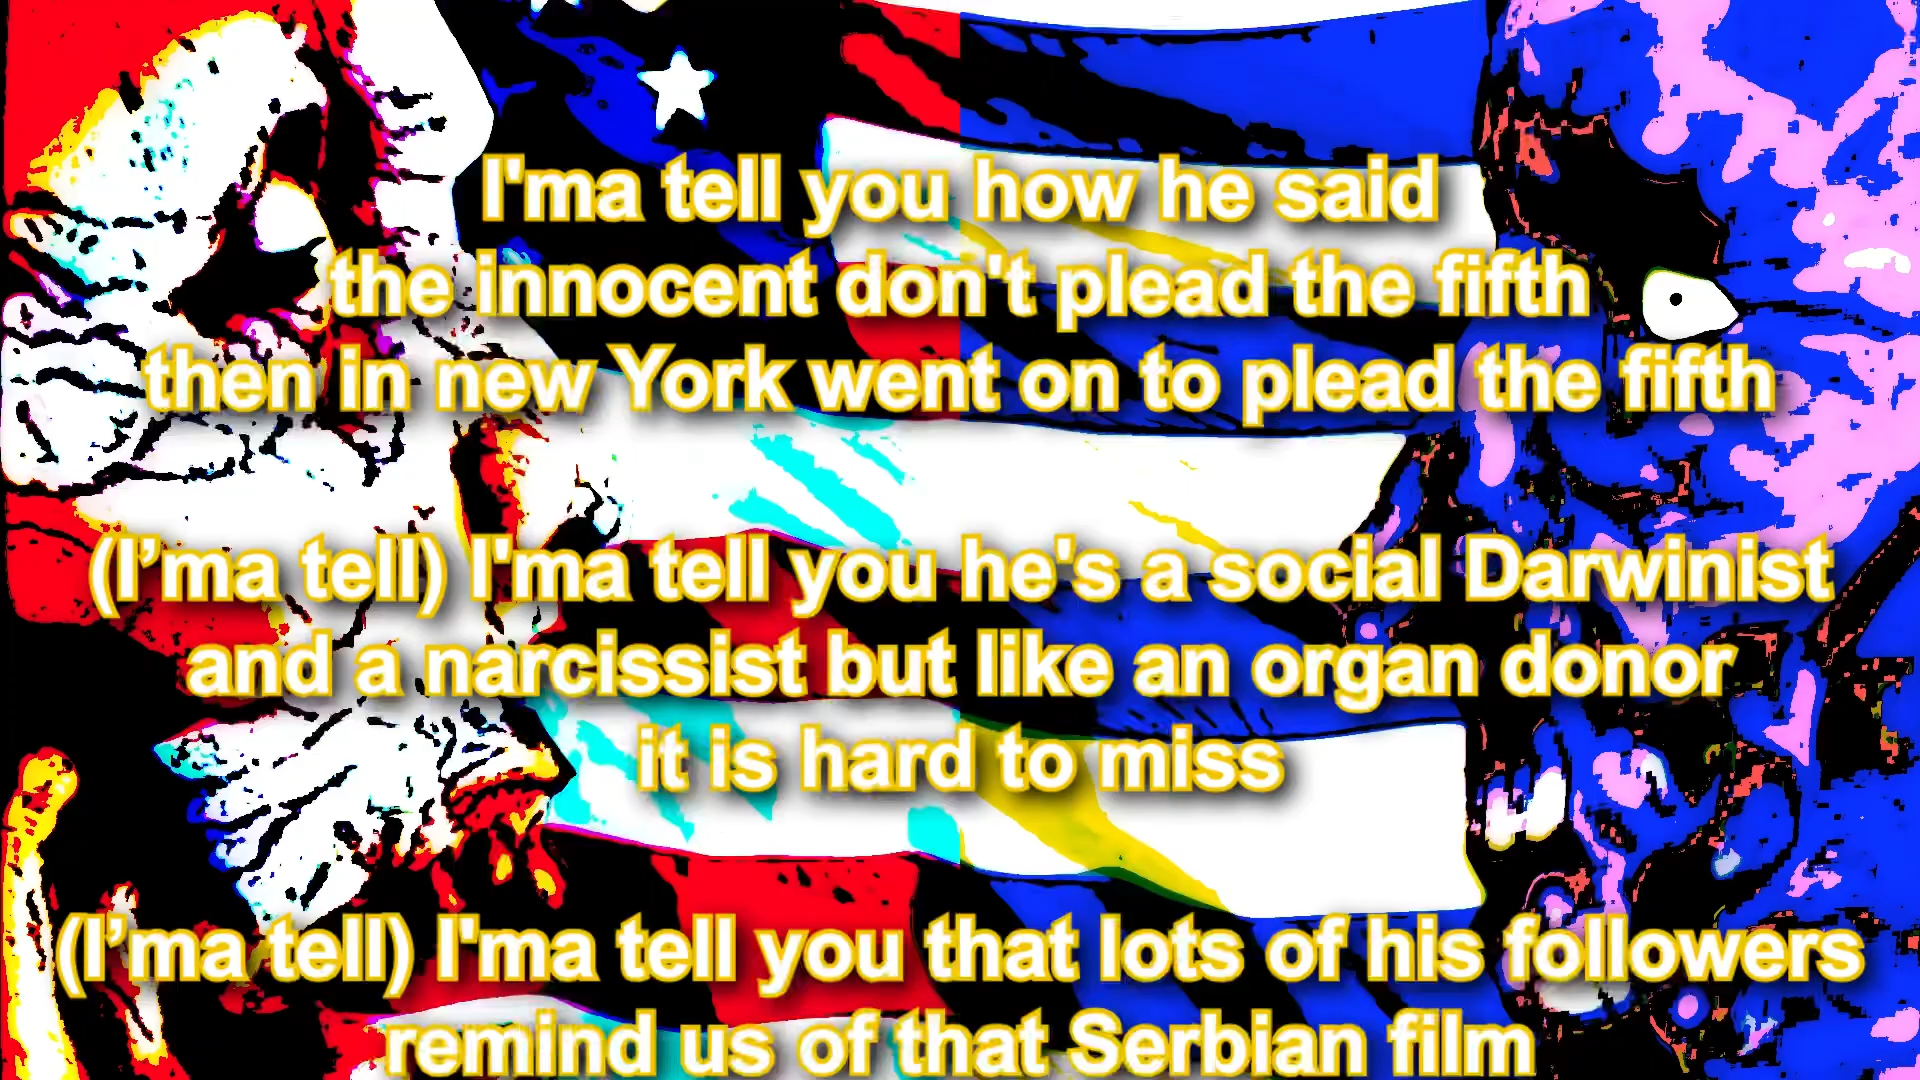 I'ma tell you how he said
the innocent don't plead the fifth
then in new York went on to plead the fifth
(I’ma tell) I'ma tell you he's a social Darwinist
and a narcissist but like an organ donor
it is hard to miss
(I’ma tell) I'ma tell you that lots of his followers
remind us of that Serbian film